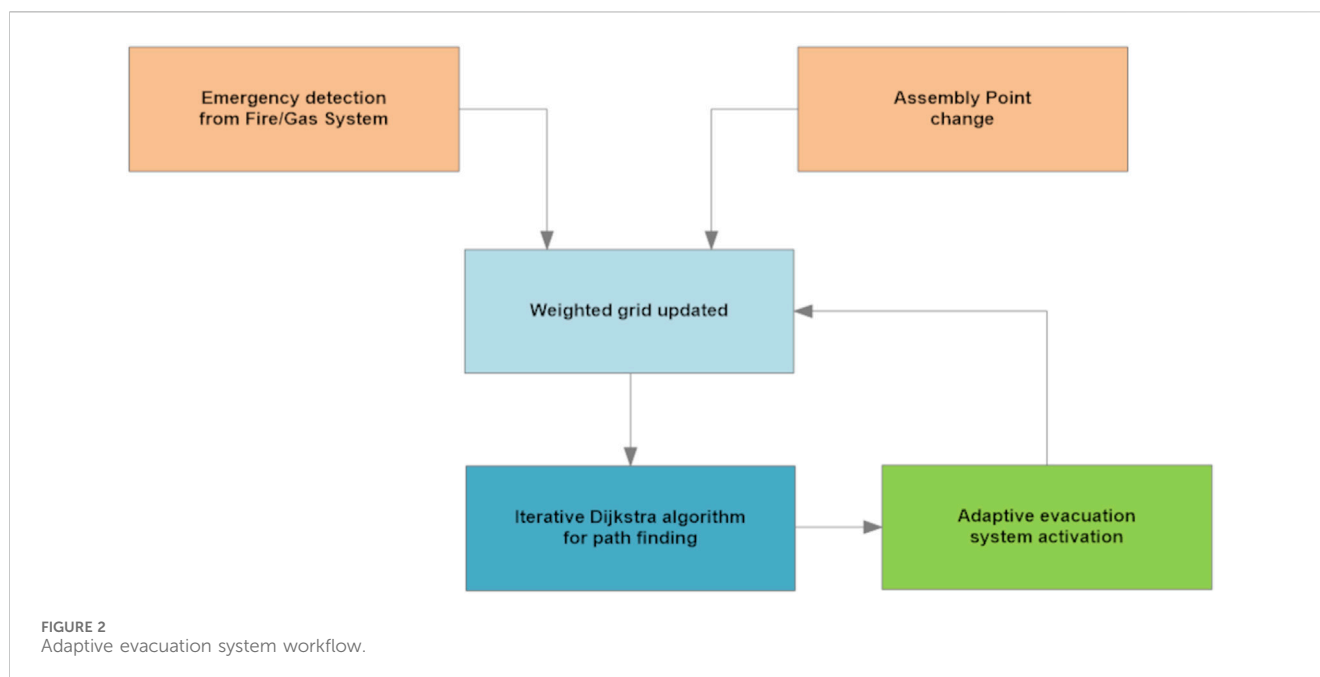 Emergency detection
from Fire/Gas System
Assembly Point
change
Weighted grid updated
Iterative Dijkstra algorithm
for path finding
Adaptive evacuation
system activation
FIGURE 2
Adaptive evacuation system workflow.